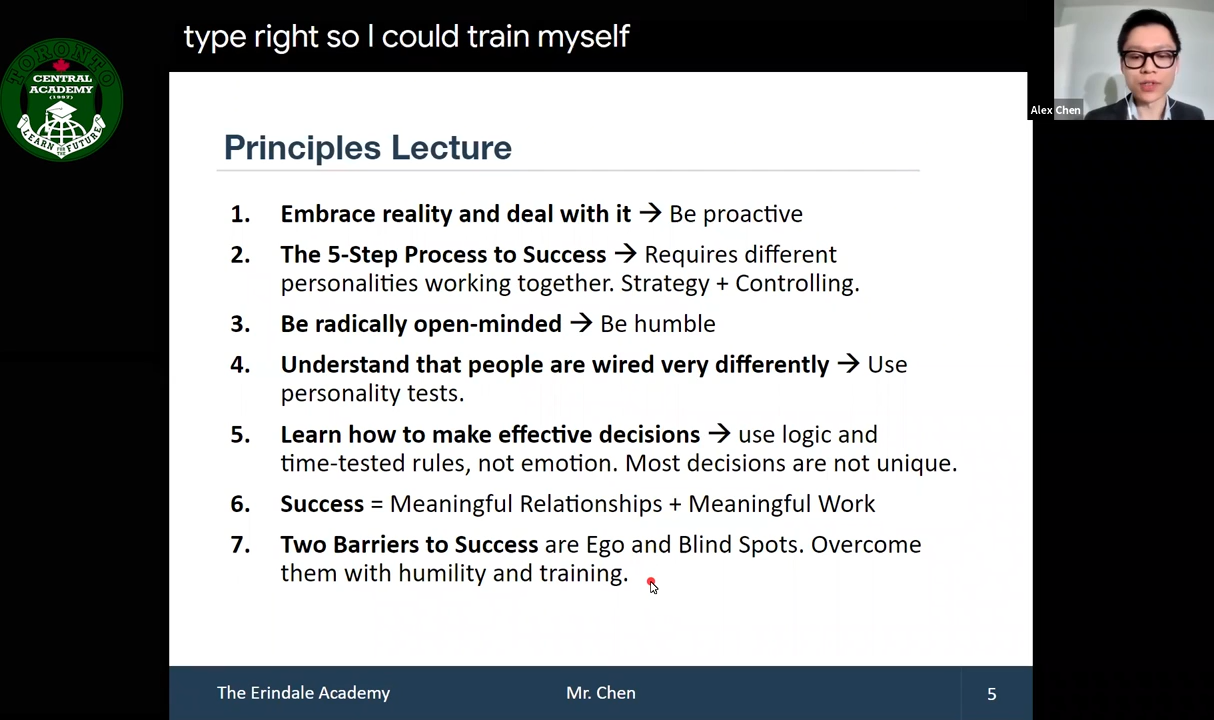 type right so I could train myself
TORONTO
CENTRAL
ACADEMY
(1997)
LEARN FOR THE FUTURE
Alex Chen
Principles Lecture
1. Embrace reality and deal with it → Be proactive
2. The 5-Step Process to Success → Requires different
personalities working together. Strategy + Controlling.
3. Be radically open-minded → Be humble
4. Understand that people are wired very differently → Use
personality tests.
5. Learn how to make effective decisions → use logic and
time-tested rules, not emotion. Most decisions are not unique.
6. Success = Meaningful Relationships + Meaningful Work
7. Two Barriers to Success are Ego and Blind Spots. Overcome
them with humility and training.
The Erindale Academy Mr. Chen 5